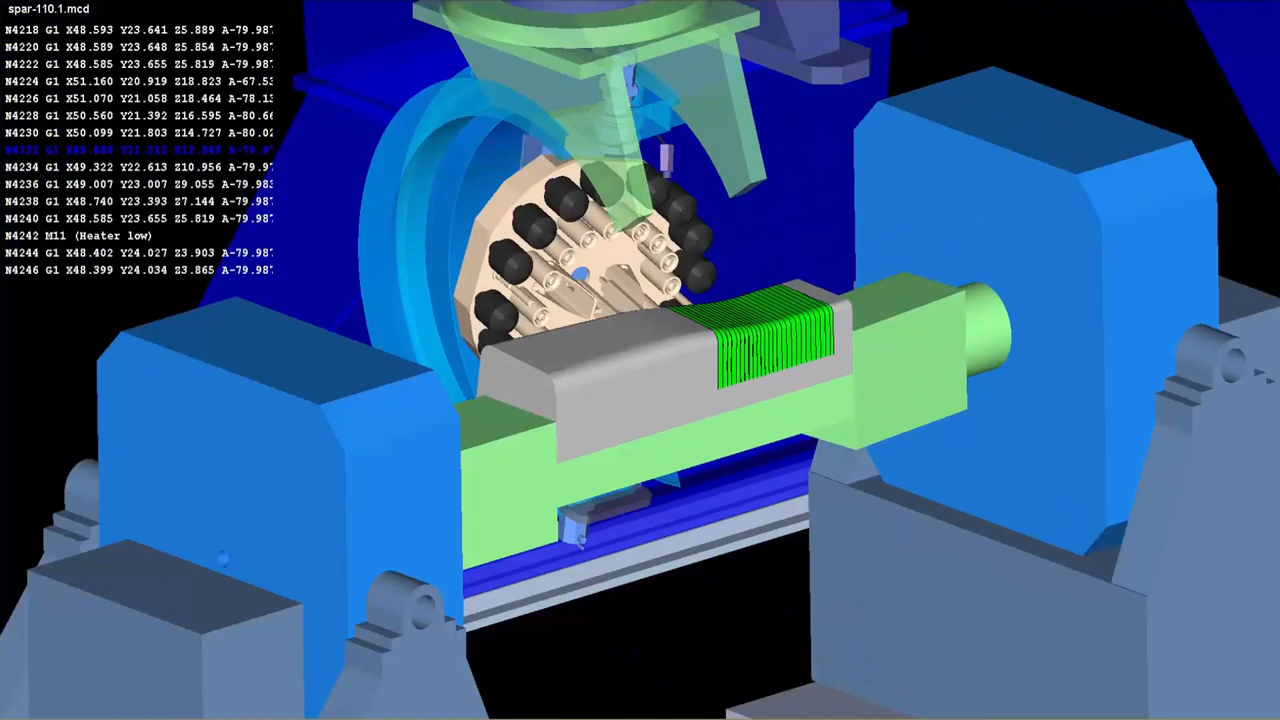 spar-110.1.mcd
N4218 G1 X48.593 Y23.641 Z5.889 A-79.987
N4220 G1 X48.589 Y23.648 Z5.854 A-79.987
N4222 G1 X48.585 Y23.655 Z5.819 A-79.987
N4224 G1 X51.160 Y20.919 Z18.823 A-67.53
N4226 G1 X51.070 Y21.058 Z18.464 A-78.13
N4228 G1 X50.560 Y21.392 Z16.595 A-80.66
N4230 G1 X50.099 Y21.803 Z14.727 A-80.02
N4234 G1 X49.322 Y22.613 Z10.956 A-79.97
N4236 G1 X49.007 Y23.007 Z9.055 A-79.983
N4238 G1 X48.740 Y23.393 Z7.144 A-79.987
N4240 G1 X48.585 Y23.655 Z5.819 A-79.987
N4242 M11 (Heater low)
N4244 G1 X48.402 Y24.027 Z3.903 A-79.987
N4246 G1 X48.399 Y24.034 Z3.865 A-79.987